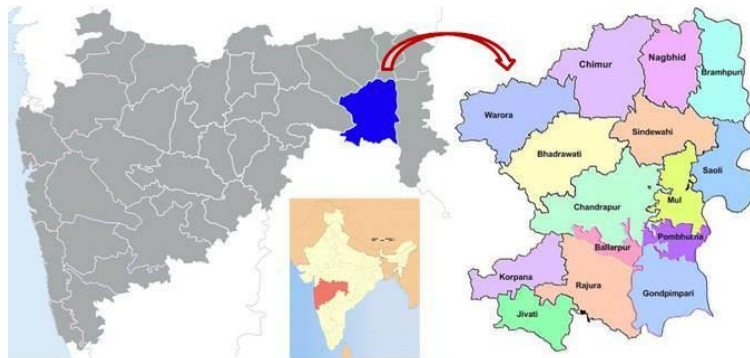 Chimur
Nagbhid
Bramhpuri
Warora
Sindewahi
Bhadrawati
Saoli
Chandrapur
Mul
Pombhurna
Ballarpur
Korpana
Rajura
Gondpimpari
Jivati